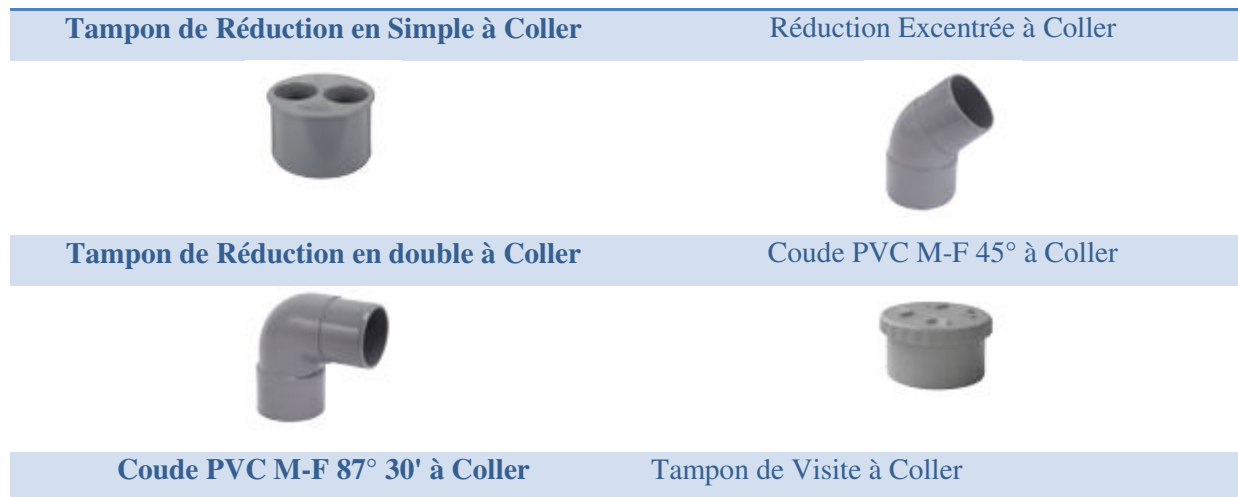 Tampon de Réduction en Simple à Coller
Réduction Excentrée à Coller
Tampon de Réduction en double à Coller
Coude PVC M-F 45° à Coller
Coude PVC M-F 87° 30' à Coller
Tampon de Visite à Coller